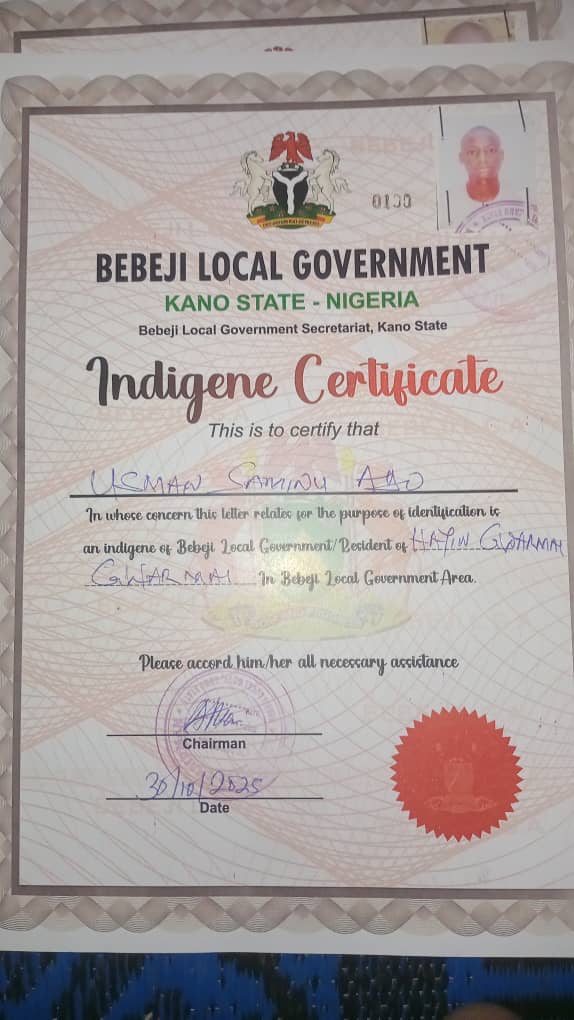 0100
BEBEJI LOCAL GOVERNMENT
KANO STATE - NIGERIA
Bebeji Local Government Secretariat, Kano State
Indigene Certificate
This is to certify that
USMAN SAMINU
In whose concern this letter relates for the purpose of identification is
an indigene of Bebeji Local Government/Resident of HAYIN GWARMAI
GWARMAI In Bebeji Local Government Area.
Please accord him/her all necessary assistance
Chairman
30/10/2025
Date